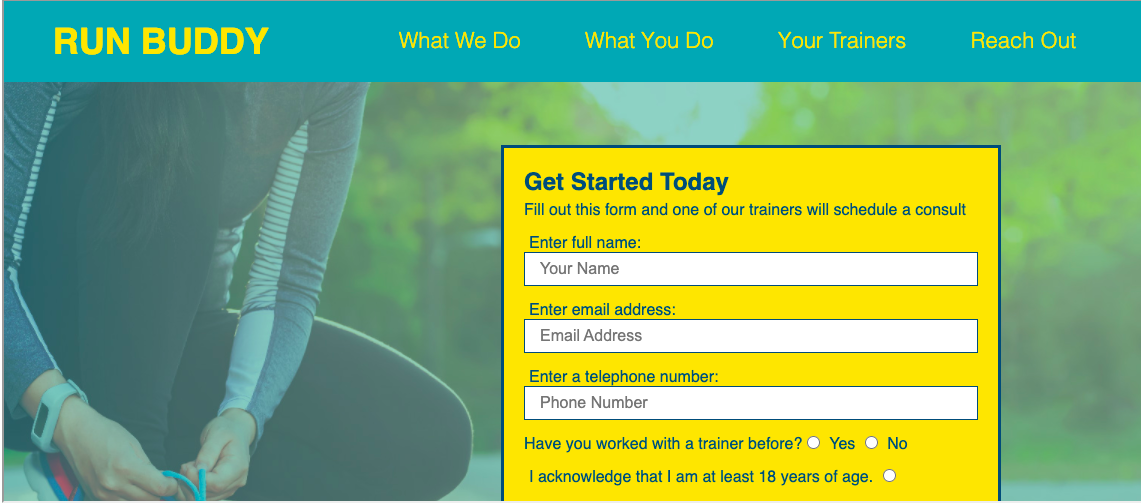 RUN BUDDY
What We Do What You Do Your Trainers Reach Out
Get Started Today
Fill out this form and one of our trainers will schedule a consult
Enter full name:
Your Name
Enter email address:
Email Address
Enter a telephone number:
Phone Number
Have you worked with a trainer before? Yes No
I acknowledge that I am at least 18 years of age.